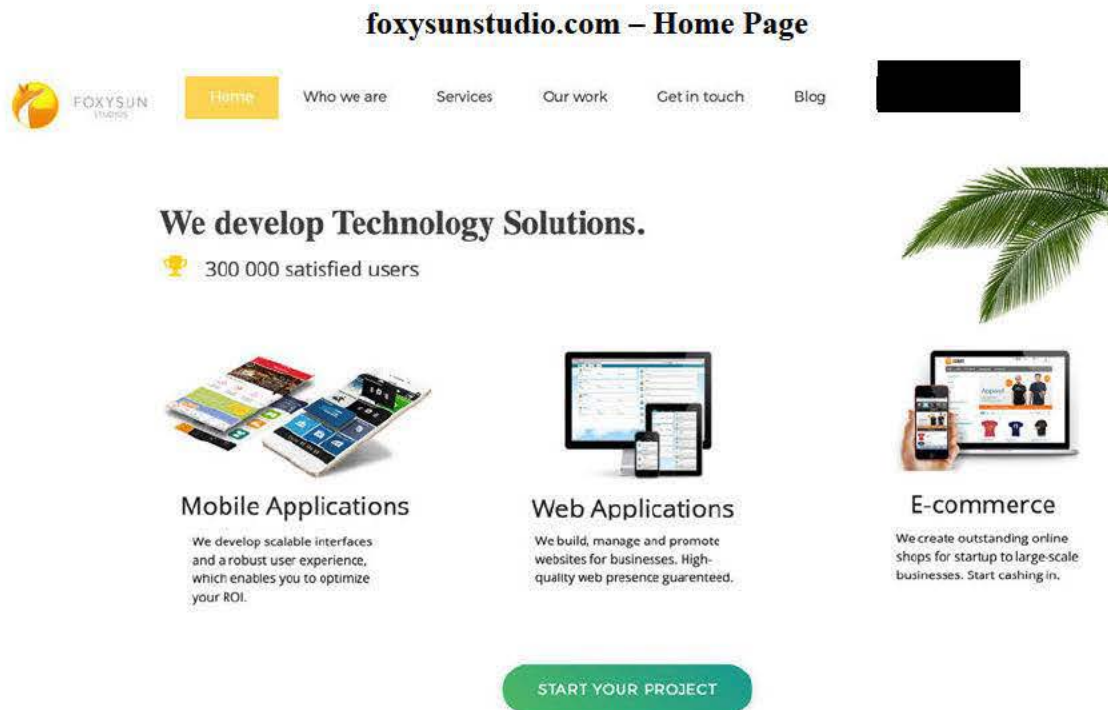 foxysunstudio.com – Home Page
FOXYSUN
STUDIOS
Home
Who we are
Services
Our work
Get in touch
Blog
We develop Technology Solutions.
300 000 satisfied users
Mobile Applications
We develop scalable interfaces
and a robust user experience,
which enables you to optimize
your ROI.
Web Applications
We build, manage and promote
websites for businesses. High-
quality web presence guarenteed.
E-commerce
We create outstanding online
shops for startup to large-scale
businesses. Start cashing in.
START YOUR PROJECT